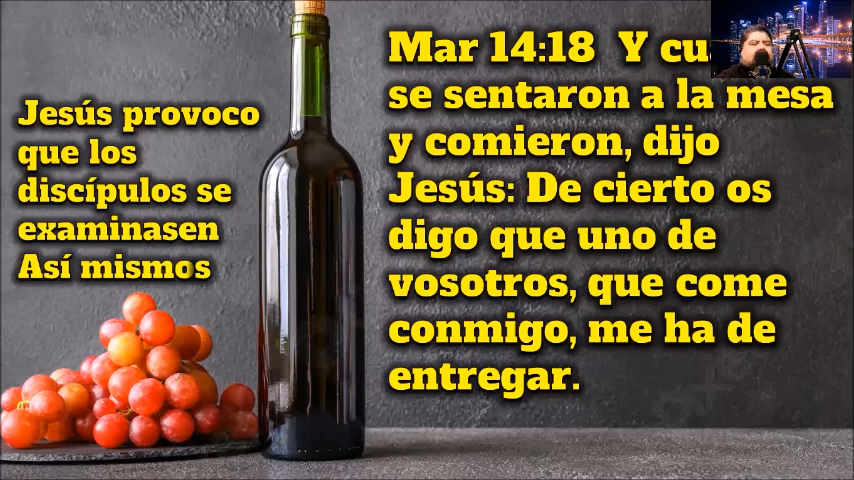 Jesús provoco
que los
discípulos se
examinasen
Así mismos
Mar 14:18 Y
se sentaron a la mesa
y comieron, dijo
Jesús: De cierto os
digo que uno de
vosotros, que come
conmigo, me ha de
entregar.